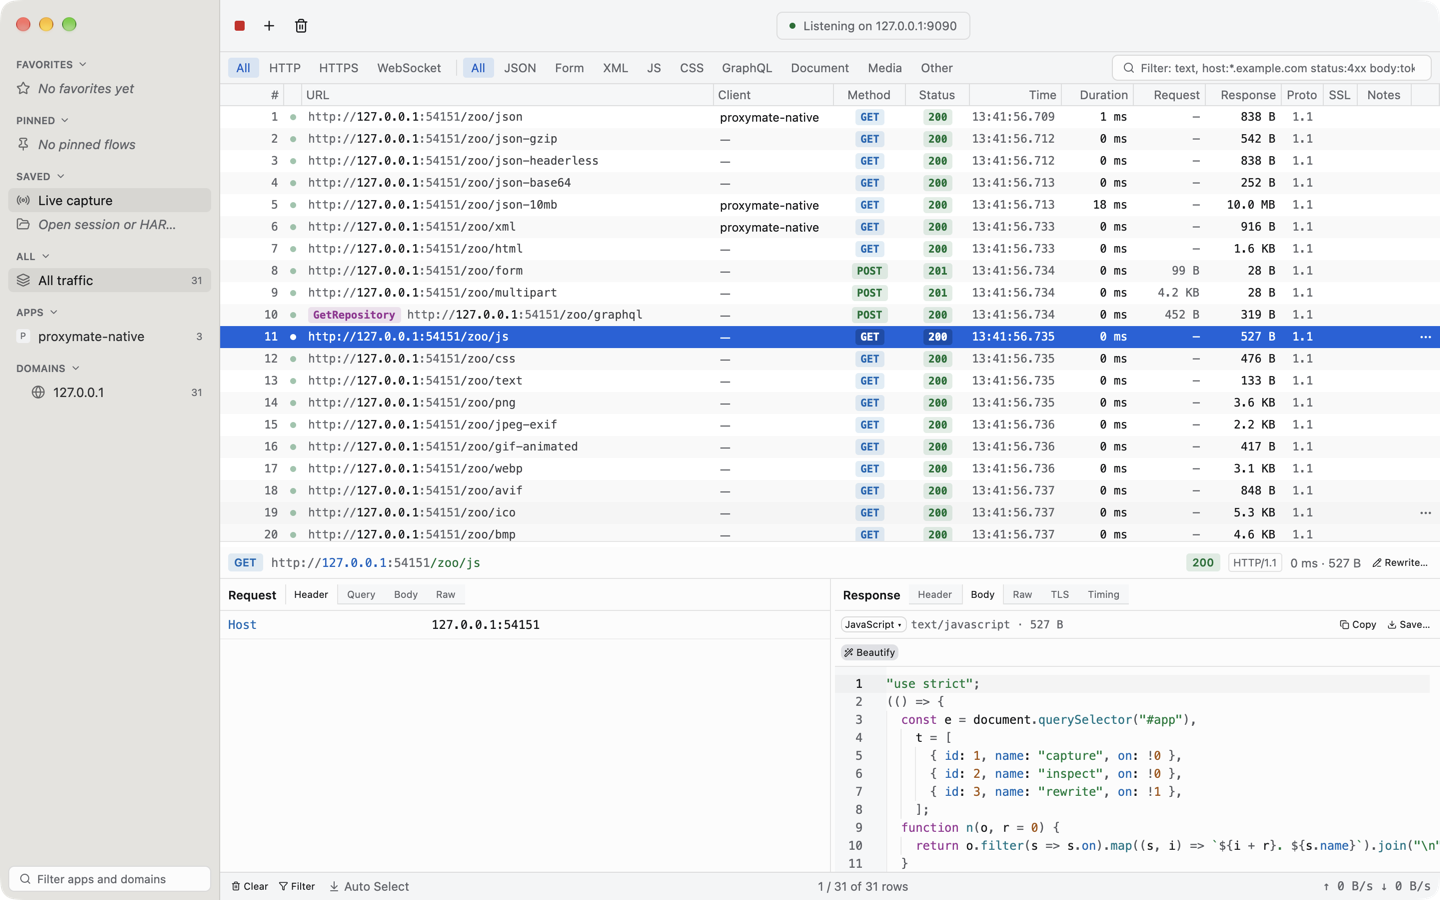 Listening on 127.0.0.1:9090
FAVORITES
No favorites yet
PINNED
No pinned flows
SAVED
Live capture
Open session or HAR...
ALL
All traffic 31
APPS
P proxymate-native 3
DOMAINS
127.0.0.1 31
Filter apps and domains
All HTTP HTTPS WebSocket All JSON Form XML JS CSS GraphQL Document Media Other Filter: text, host:*.example.com status:4xx body:tok
# URL Client Method Status Time Duration Request Response Proto SSL Notes
1 http://127.0.0.1:54151/zoo/json proxymate-native GET 200 13:41:56.709 1 ms — 838 B 1.1
2 http://127.0.0.1:54151/zoo/json-gzip — GET 200 13:41:56.712 0 ms — 542 B 1.1
3 http://127.0.0.1:54151/zoo/json-headerless — GET 200 13:41:56.712 0 ms — 838 B 1.1
4 http://127.0.0.1:54151/zoo/json-base64 — GET 200 13:41:56.713 0 ms — 252 B 1.1
5 http://127.0.0.1:54151/zoo/json-10mb proxymate-native GET 200 13:41:56.713 18 ms — 10.0 MB 1.1
6 http://127.0.0.1:54151/zoo/xml proxymate-native GET 200 13:41:56.733 0 ms — 916 B 1.1
7 http://127.0.0.1:54151/zoo/html — GET 200 13:41:56.733 0 ms — 1.6 KB 1.1
8 http://127.0.0.1:54151/zoo/form — POST 201 13:41:56.734 0 ms 99 B 28 B 1.1
9 http://127.0.0.1:54151/zoo/multipart — POST 201 13:41:56.734 0 ms 4.2 KB 28 B 1.1
10 GetRepository http://127.0.0.1:54151/zoo/graphql — POST 200 13:41:56.734 0 ms 452 B 319 B 1.1
11 http://127.0.0.1:54151/zoo/js — GET 200 13:41:56.735 0 ms — 527 B 1.1 ...
12 http://127.0.0.1:54151/zoo/css — GET 200 13:41:56.735 0 ms — 476 B 1.1
13 http://127.0.0.1:54151/zoo/text — GET 200 13:41:56.735 0 ms — 133 B 1.1
14 http://127.0.0.1:54151/zoo/png — GET 200 13:41:56.735 0 ms — 3.6 KB 1.1
15 http://127.0.0.1:54151/zoo/jpeg-exif — GET 200 13:41:56.736 0 ms — 2.2 KB 1.1
16 http://127.0.0.1:54151/zoo/gif-animated — GET 200 13:41:56.736 0 ms — 417 B 1.1
17 http://127.0.0.1:54151/zoo/webp — GET 200 13:41:56.736 0 ms — 3.1 KB 1.1
18 http://127.0.0.1:54151/zoo/avif — GET 200 13:41:56.737 0 ms — 848 B 1.1
19 http://127.0.0.1:54151/zoo/ico — GET 200 13:41:56.737 0 ms — 5.3 KB 1.1 ...
20 http://127.0.0.1:54151/zoo/bmp — GET 200 13:41:56.737 0 ms — 4.6 KB 1.1
GET http://127.0.0.1:54151/zoo/js 200 HTTP/1.1 0 ms · 527 B Rewrite...
Request Header Query Body Raw
Host 127.0.0.1:54151
Response Header Body Raw TLS Timing
JavaScript text/javascript · 527 B Copy Save...
Beautify
1 "use strict";
2 (() => {
3 const e = document.querySelector("#app"),
4 t = [
5 { id: 1, name: "capture", on: !0 },
6 { id: 2, name: "inspect", on: !0 },
7 { id: 3, name: "rewrite", on: !1 },
8 ];
9 function n(o, r = 0) {
10 return o.filter(s => s.on).map((s, i) => `${i + r}. ${s.name}`).join("\n"
11 }
Clear Filter Auto Select 1 / 31 of 31 rows ↑ 0 B/s ↓ 0 B/s